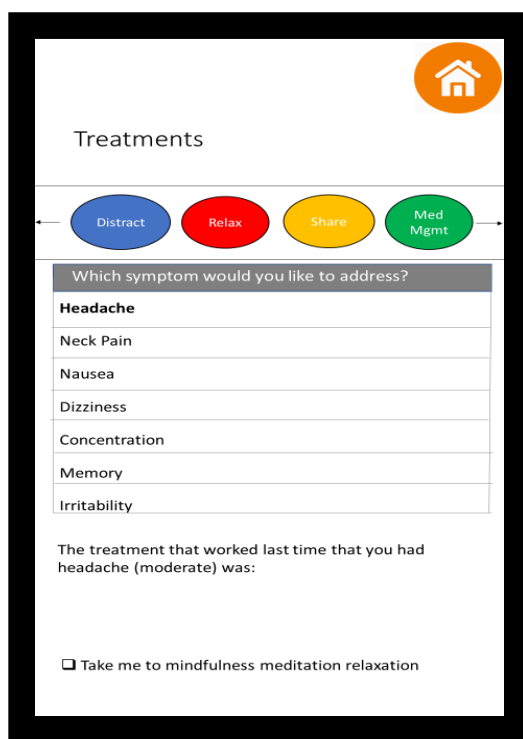 Treatments
Distract
Relax
Share
Med
Mgmt
Which symptom would you like to address?
Headache
Neck Pain
Nausea
Dizziness
Concentration
Memory
Irritability
The treatment that worked last time that you had
headache (moderate) was:
Take me to mindfulness meditation relaxation